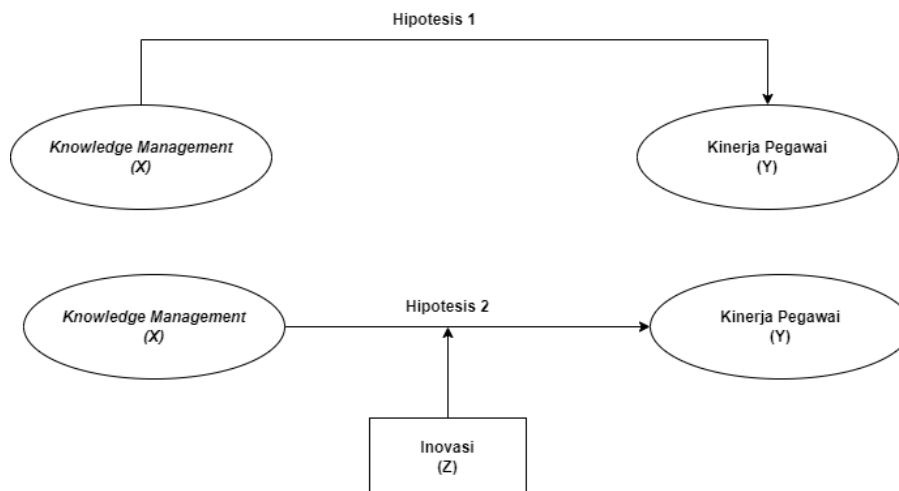 Hipotesis 1
Knowledge Management
(X)
Kinerja Pegawai
(Y)
Knowledge Management
(X)
Hipotesis 2
Kinerja Pegawai
(Y)
Inovasi
(Z)